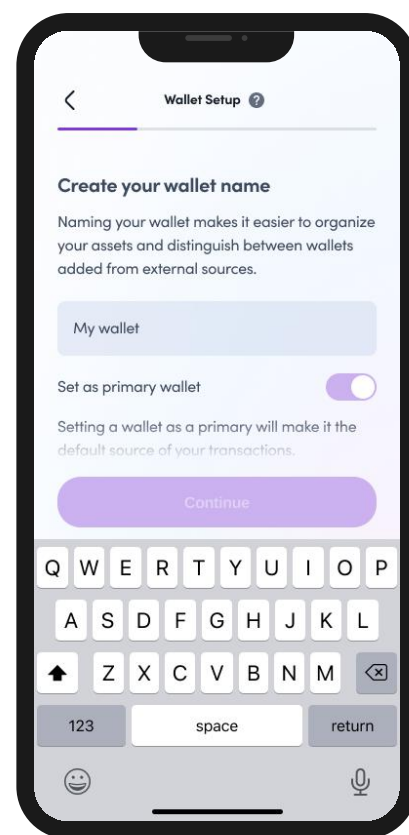 Wallet Setup ?
Create your wallet name
Naming your wallet makes it easier to organize
your assets and distinguish between wallets
added from external sources.
My wallet
Set as primary wallet
Setting a wallet as a primary will make it the
default source of your transactions.
Continue
Q W E R T Y U I O P
A S D F G H J K L
Z X C V B N M
123 space return